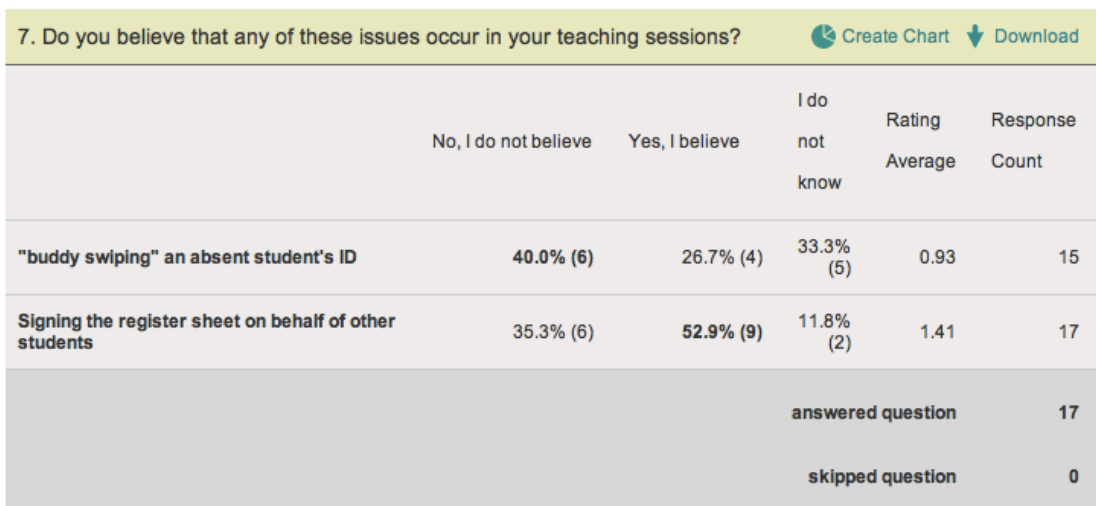 7. Do you believe that any of these issues occur in your teaching sessions? Create Chart Download
No, I do not believe Yes, I believe I do not know Rating Average Response Count
"buddy swiping" an absent student's ID 40.0% (6) 26.7% (4) 33.3% (5) 0.93 15
Signing the register sheet on behalf of other students 35.3% (6) 52.9% (9) 11.8% (2) 1.41 17
answered question 17
skipped question 0